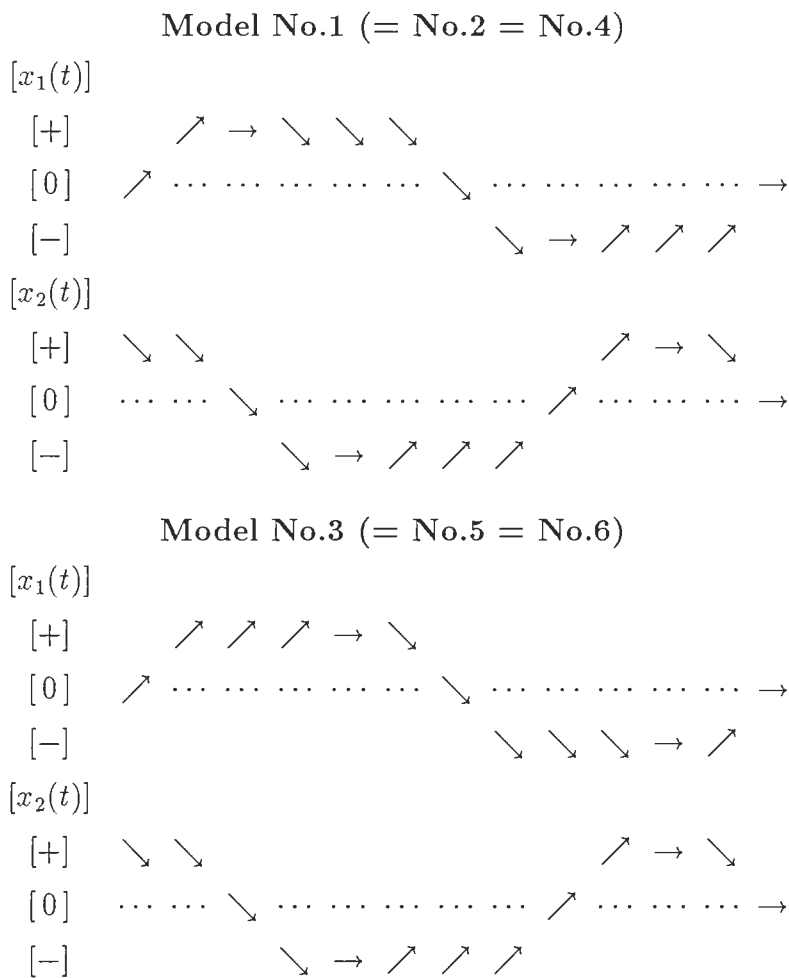 Model No.1 (= No.2 = No.4)
[x₁(t)]
[+] ↗ → ↘ ↘ ↘
[0] ↗ ... ... ... ... ... ↘ ... ... ... ... ... →
[−] ↘ → ↗ ↗ ↗
[x₂(t)]
[+] ↘ ↘ ↗ → ↘
[0] ... ... ↘ ... ... ... ... ... ↗ ... ... ... →
[−] ↘ → ↗ ↗ ↗
Model No.3 (= No.5 = No.6)
[x₁(t)]
[+] ↗ ↗ ↗ → ↘
[0] ↗ ... ... ... ... ... ↘ ... ... ... ... ... →
[−] ↘ ↘ ↘ → ↗
[x₂(t)]
[+] ↘ ↘ ↗ → ↘
[0] ... ... ↘ ... ... ... ... ... ↗ ... ... ... →
[−] ↘ → ↗ ↗ ↗